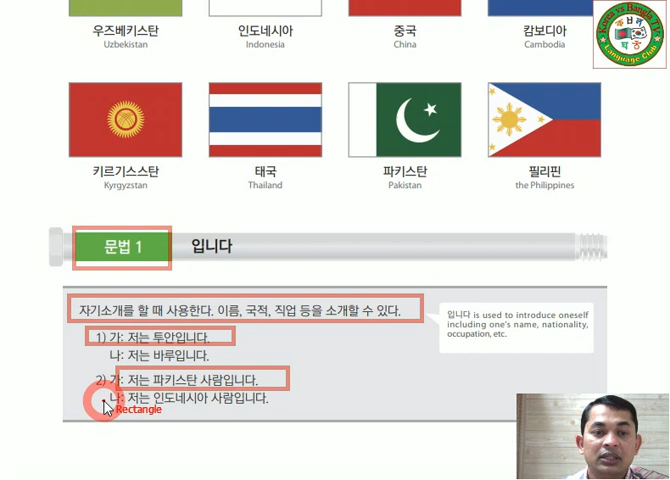 우즈베키스탄
Uzbekistan
인도네시아
Indonesia
중국
China
캄보디아
Cambodia
Korea vs Bangla TV
Language Club
키르기스스탄
Kyrgyzstan
태국
Thailand
파키스탄
Pakistan
필리핀
the Philippines
문법 1
입니다
자기소개를 할 때 사용한다. 이름, 국적, 직업 등을 소개할 수 있다.
1) 가: 저는 투안입니다.
나: 저는 바루입니다.
2) 가: 저는 파키스탄 사람입니다.
나: 저는 인도네시아 사람입니다.
Rectangle
입니다 is used to introduce oneself
including one's name, nationality,
occupation, etc.